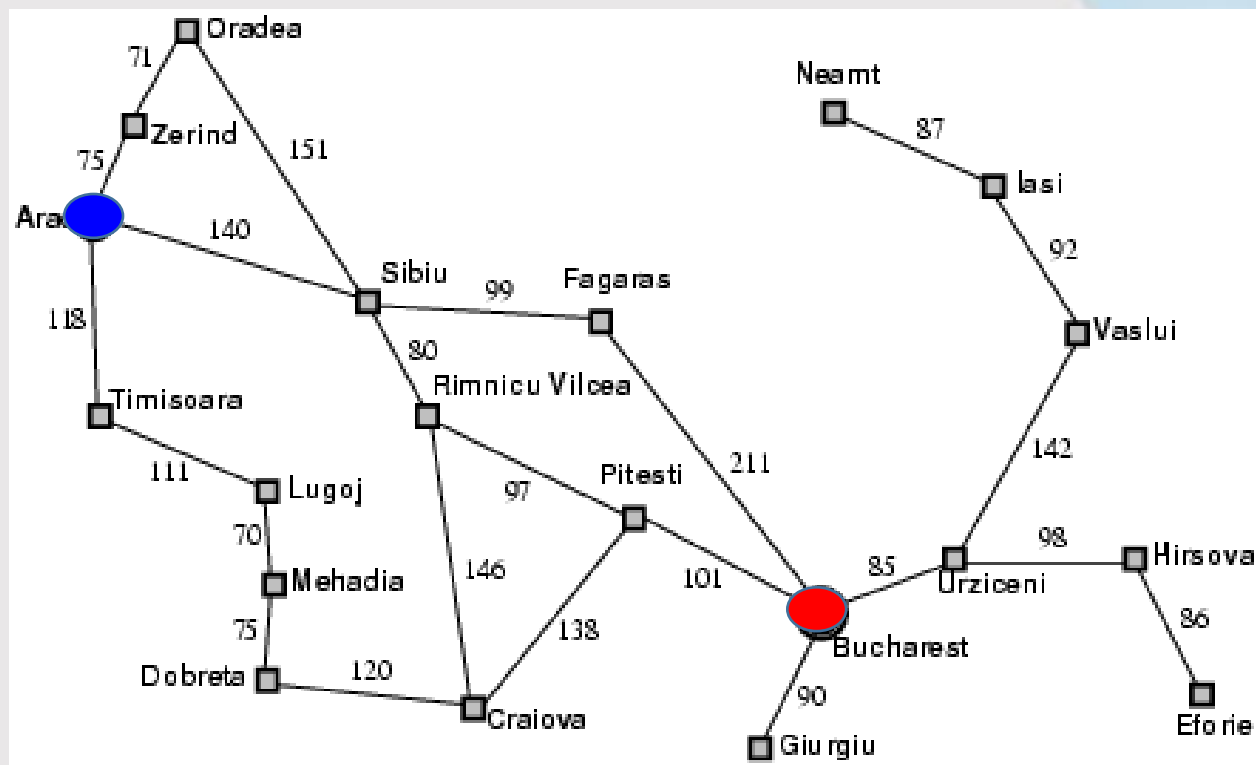 Oradea
71
Neamt
87
Zerind
151
75
Iasi
Ara
140
92
Sibiu
Fagaras
99
118
Vaslui
80
Rimnicu Vilcea
Timisoara
142
211
Pitesti
111
97
Lugoj
70
98
Hirsova
146
85
101
Urziceni
Mehadia
75
138
86
Bucharest
Dobreta
120
90
Craiova
Eforie
Giurgiu